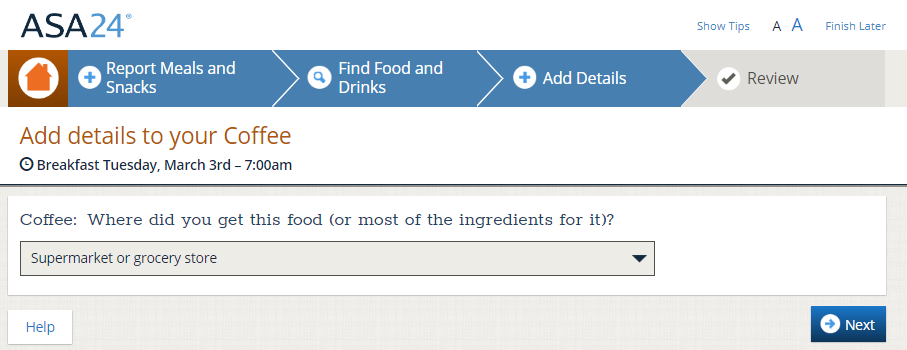 ASA24®
Show Tips A A Finish Later
Report Meals and
Snacks
Find Food and
Drinks
Add Details
Review
Add details to your Coffee
Breakfast Tuesday, March 3rd – 7:00am
Coffee: Where did you get this food (or most of the ingredients for it)?
Supermarket or grocery store
Help
Next